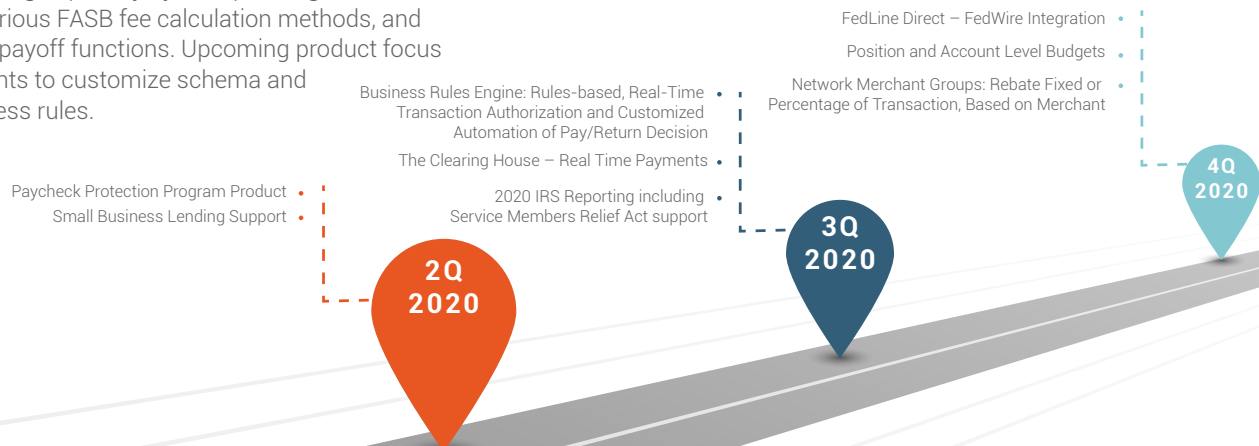 FASB fee calculation methods, and
payoff functions. Upcoming product focus
to customize schema and
rules.
Paycheck Protection Program Product •
Small Business Lending Support •
2Q
2020
Business Rules Engine: Rules-based, Real-Time •
Transaction Authorization and Customized
Automation of Pay/Return Decision
The Clearing House – Real Time Payments •
2020 IRS Reporting including •
Service Members Relief Act support
3Q
2020
FedLine Direct – FedWire Integration •
Position and Account Level Budgets •
Network Merchant Groups: Rebate Fixed or •
Percentage of Transaction, Based on Merchant
4Q
2020